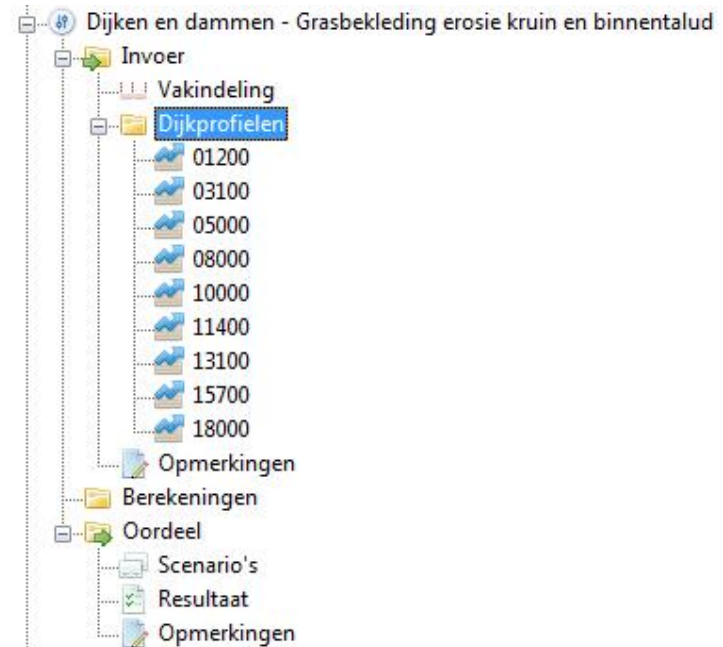 Dijken en dammen - Grasbekleding erosie kruin en binnentalud
Invoer
Vakindeling
Dijkprofielen
01200
03100
05000
08000
10000
11400
13100
15700
18000
Opmerkingen
Berekeningen
Oordeel
Scenario's
Resultaat
Opmerkingen